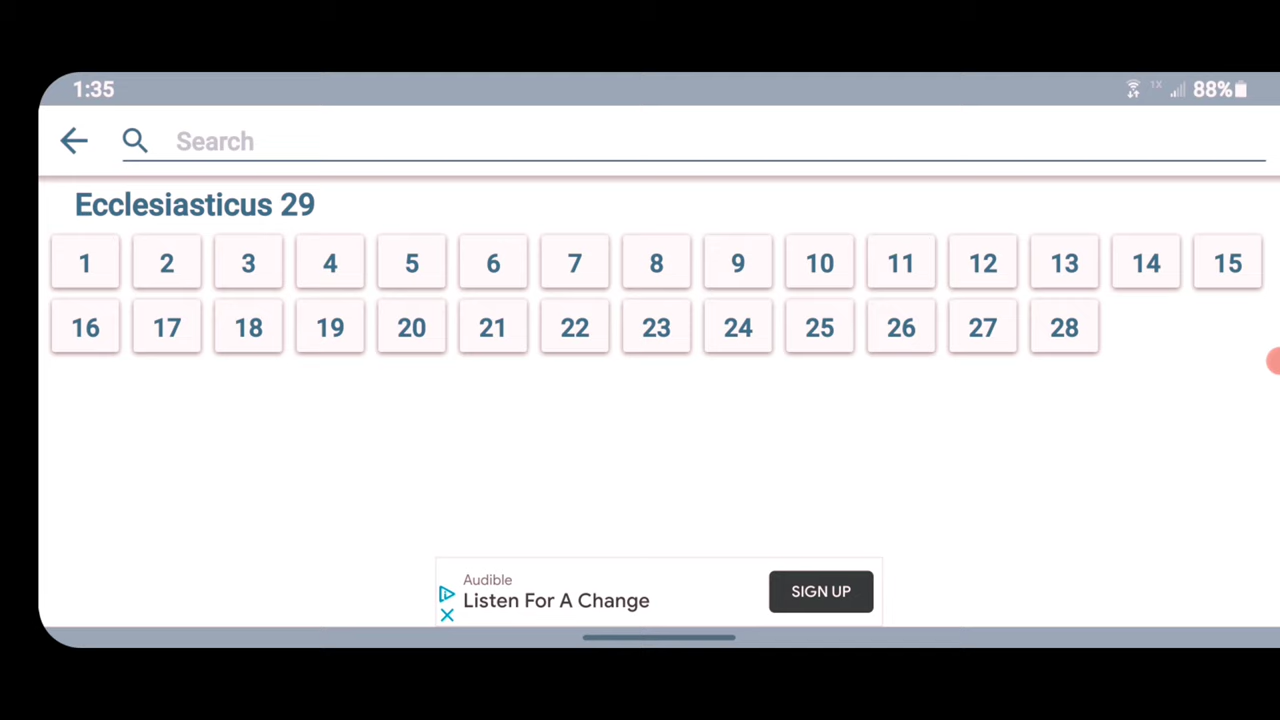 1:35 1X 88%
Search
Ecclesiasticus 29
1 2 3 4 5 6 7 8 9 10 11 12 13 14 15
16 17 18 19 20 21 22 23 24 25 26 27 28
Audible
Listen For A Change
SIGN UP